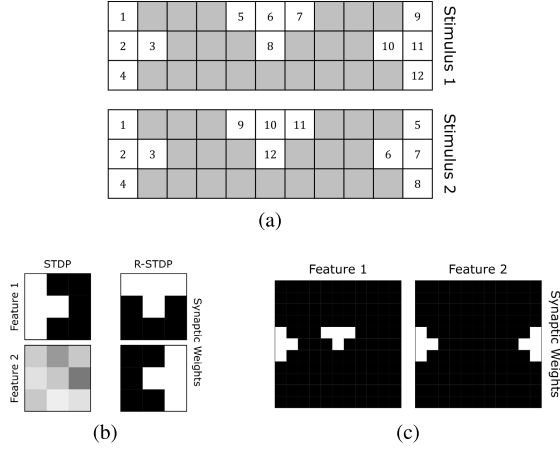 1 5 6 7 9
2 3 8 10 11
4 12
Stimulus 1
1 9 10 11 5
2 3 12 6 7
4 8
Stimulus 2
(a)
STDP R-STDP
Feature 1
Feature 2
Synaptic Weights
(b)
Feature 1 Feature 2
Synaptic Weights
(c)